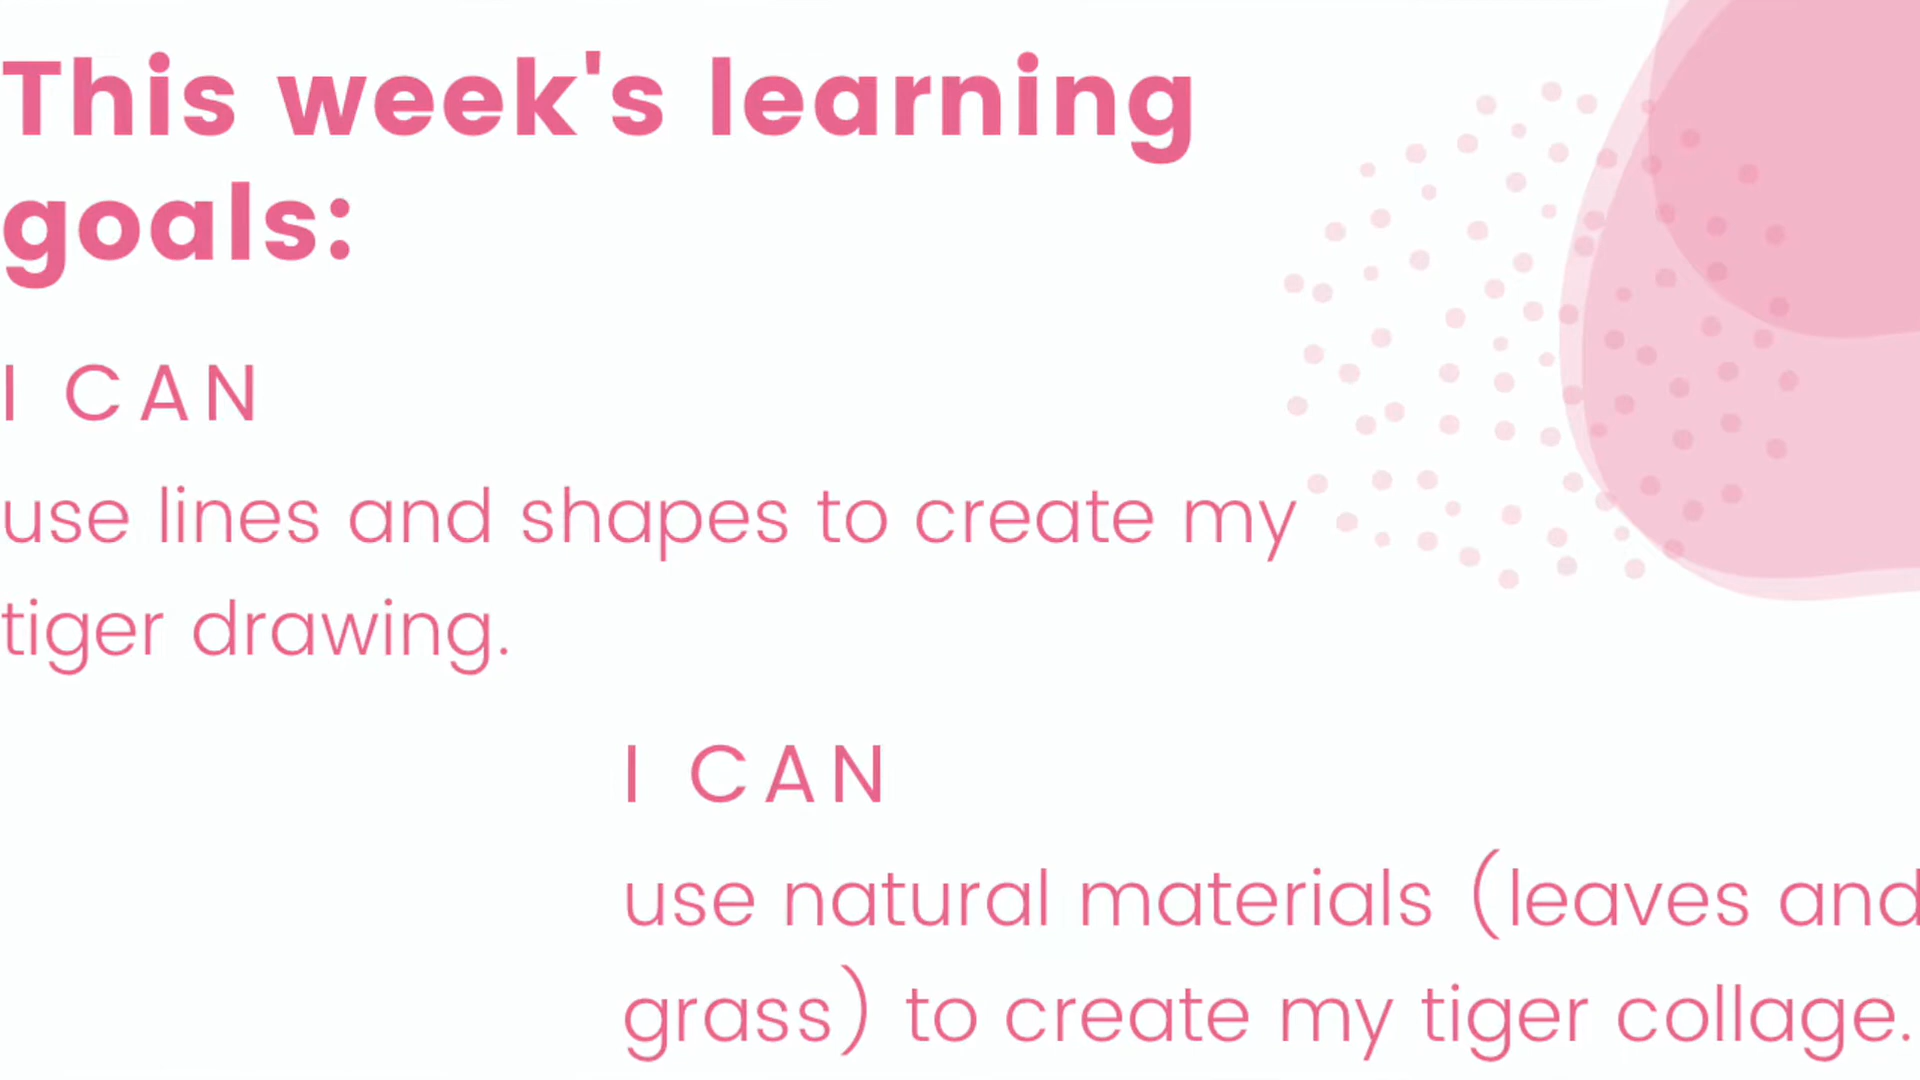 This week's learning
goals:
I CAN
use lines and shapes to create my
tiger drawing.
I CAN
use natural materials (leaves and
grass) to create my tiger collage.